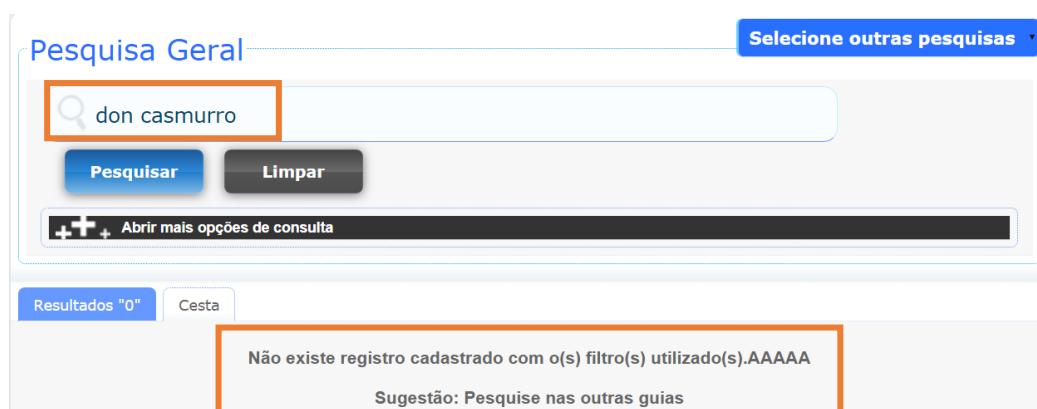 Pesquisa Geral
Selecione outras pesquisas
don casmurro
Pesquisar Limpar
Abrir mais opções de consulta
Resultados "0" Cesta
Não existe registro cadastrado com o(s) filtro(s) utilizado(s).AAAAA
Sugestão: Pesquise nas outras guias